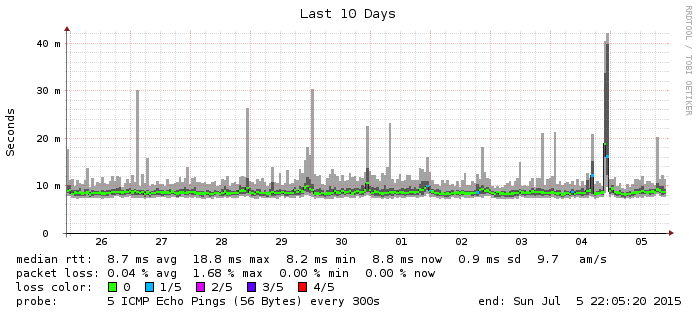 Last 10 Days
RRDTOOL / TOBI OETIKER
Seconds
40 m
30 m
20 m
10 m
0
26 27 28 29 30 01 02 03 04 05
median rtt: 8.7 ms avg 18.8 ms max 8.2 ms min 8.8 ms now 0.9 ms sd 9.7 am/s
packet loss: 0.04 % avg 1.68 % max 0.00 % min 0.00 % now
loss color: 0 1/5 2/5 3/5 4/5
probe: 5 ICMP Echo Pings (56 Bytes) every 300s end: Sun Jul 5 22:05:20 2015